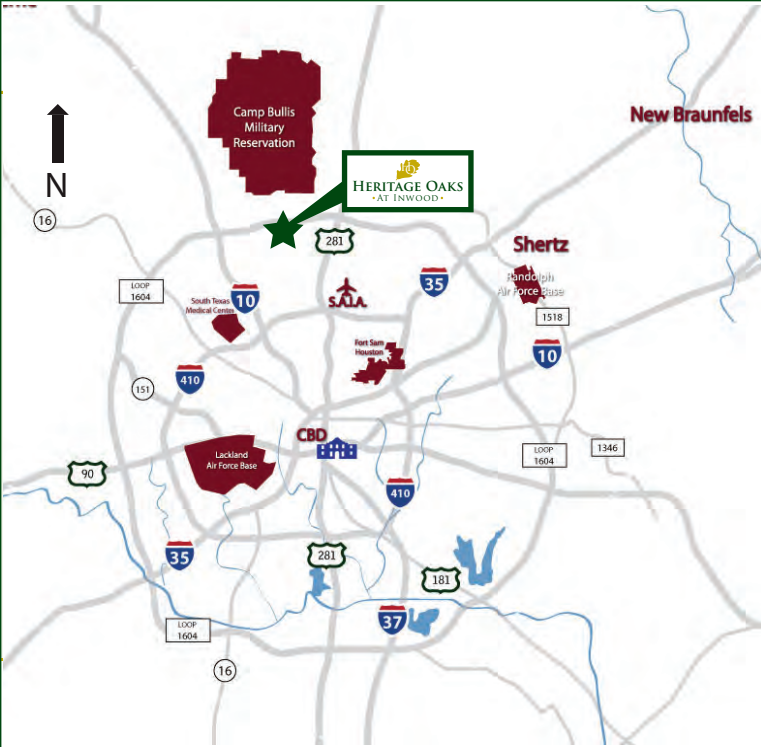 Camp Bullis
Military
Reservation
New Braunfels
N
HERITAGE OAKS
• AT INWOOD •
16
281
Shertz
Randolph
Air Force Base
LOOP
1604
South Texas
Medical Center
10
S.A.I.A.
35
1518
Fort Sam
Houston
10
410
151
CBD
Lackland
Air Force Base
90
LOOP
1604
1346
410
35
281
181
37
LOOP
1604
16